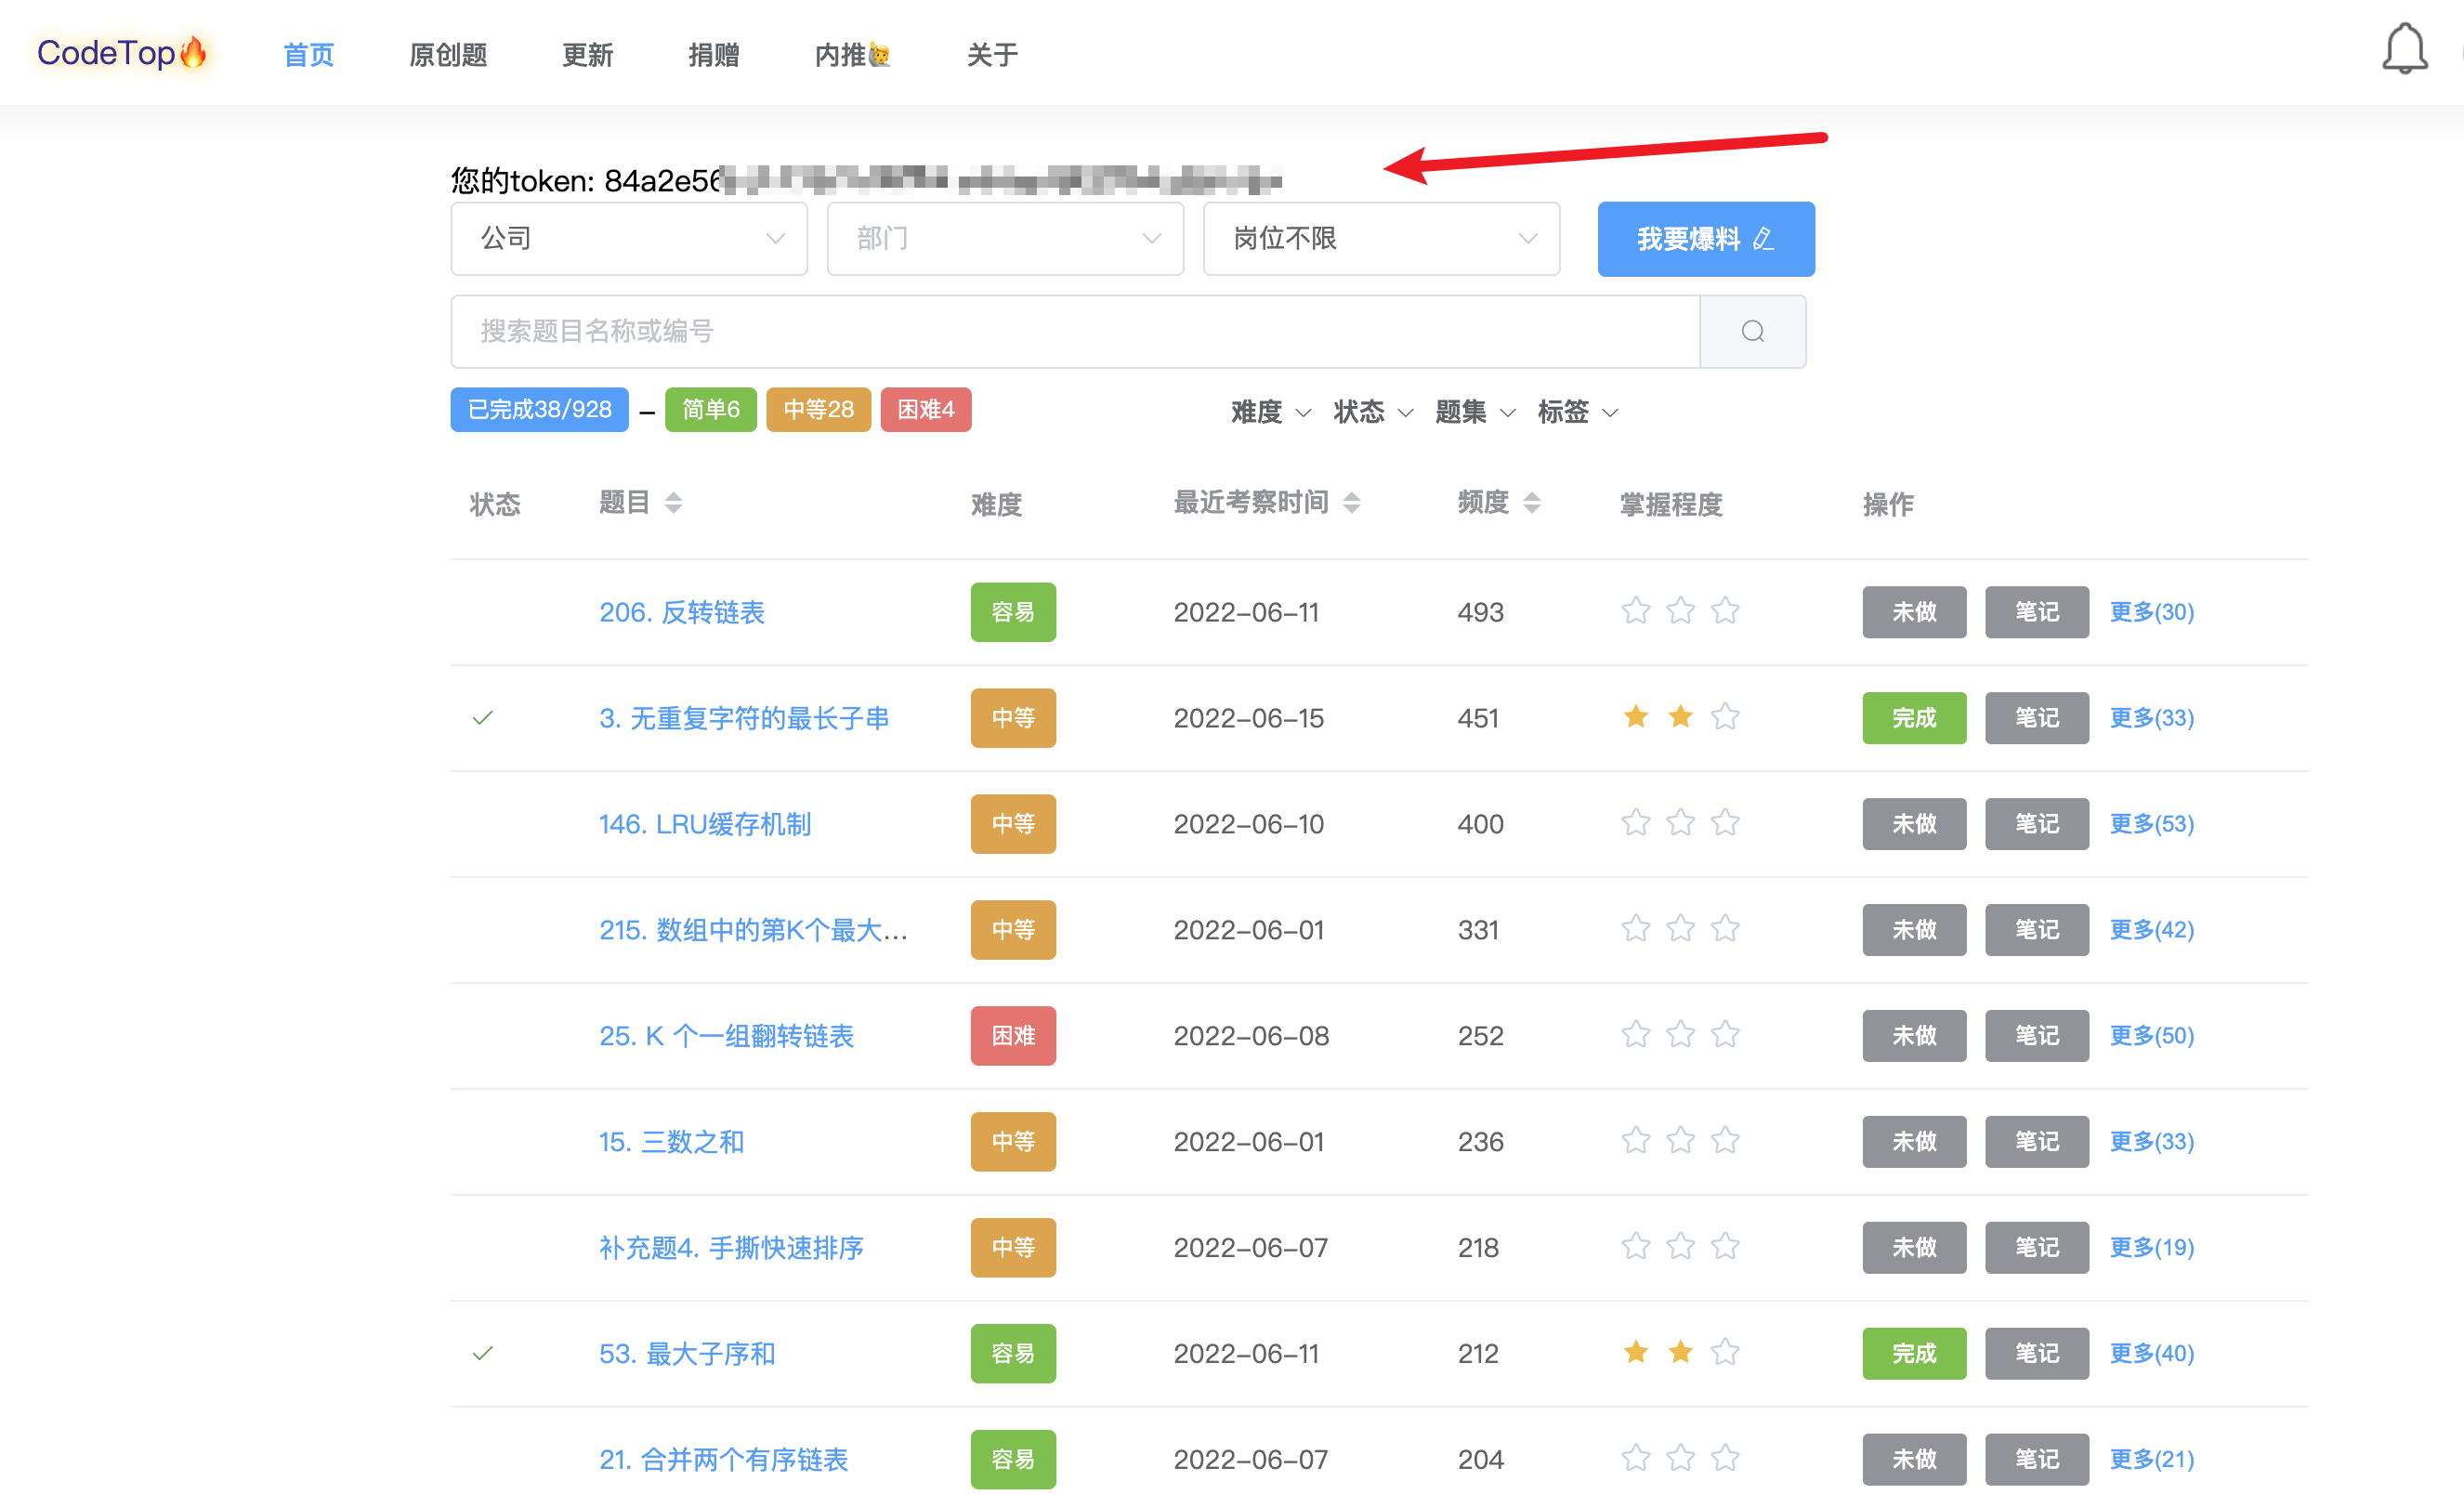 CodeTop🔥 首页 原创题 更新 捐赠 内推🙋 关于
您的token: 84a2e56
公司 部门 岗位不限 我要爆料
搜索题目名称或编号
已完成38/928 – 简单6 中等28 困难4 难度 状态 题集 标签
状态 题目 难度 最近考察时间 频度 掌握程度 操作
206. 反转链表 容易 2022-06-11 493 未做 笔记 更多(30)
3. 无重复字符的最长子串 中等 2022-06-15 451 完成 笔记 更多(33)
146. LRU缓存机制 中等 2022-06-10 400 未做 笔记 更多(53)
215. 数组中的第K个最大... 中等 2022-06-01 331 未做 笔记 更多(42)
25. K 个一组翻转链表 困难 2022-06-08 252 未做 笔记 更多(50)
15. 三数之和 中等 2022-06-01 236 未做 笔记 更多(33)
补充题4. 手撕快速排序 中等 2022-06-07 218 未做 笔记 更多(19)
53. 最大子序和 容易 2022-06-11 212 完成 笔记 更多(40)
21. 合并两个有序链表 容易 2022-06-07 204 未做 笔记 更多(21)